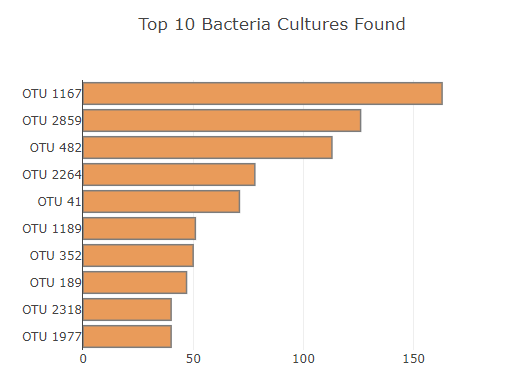 Top 10 Bacteria Cultures Found
OTU 1167
OTU 2859
OTU 482
OTU 2264
OTU 41
OTU 1189
OTU 352
OTU 189
OTU 2318
OTU 1977
0 50 100 150